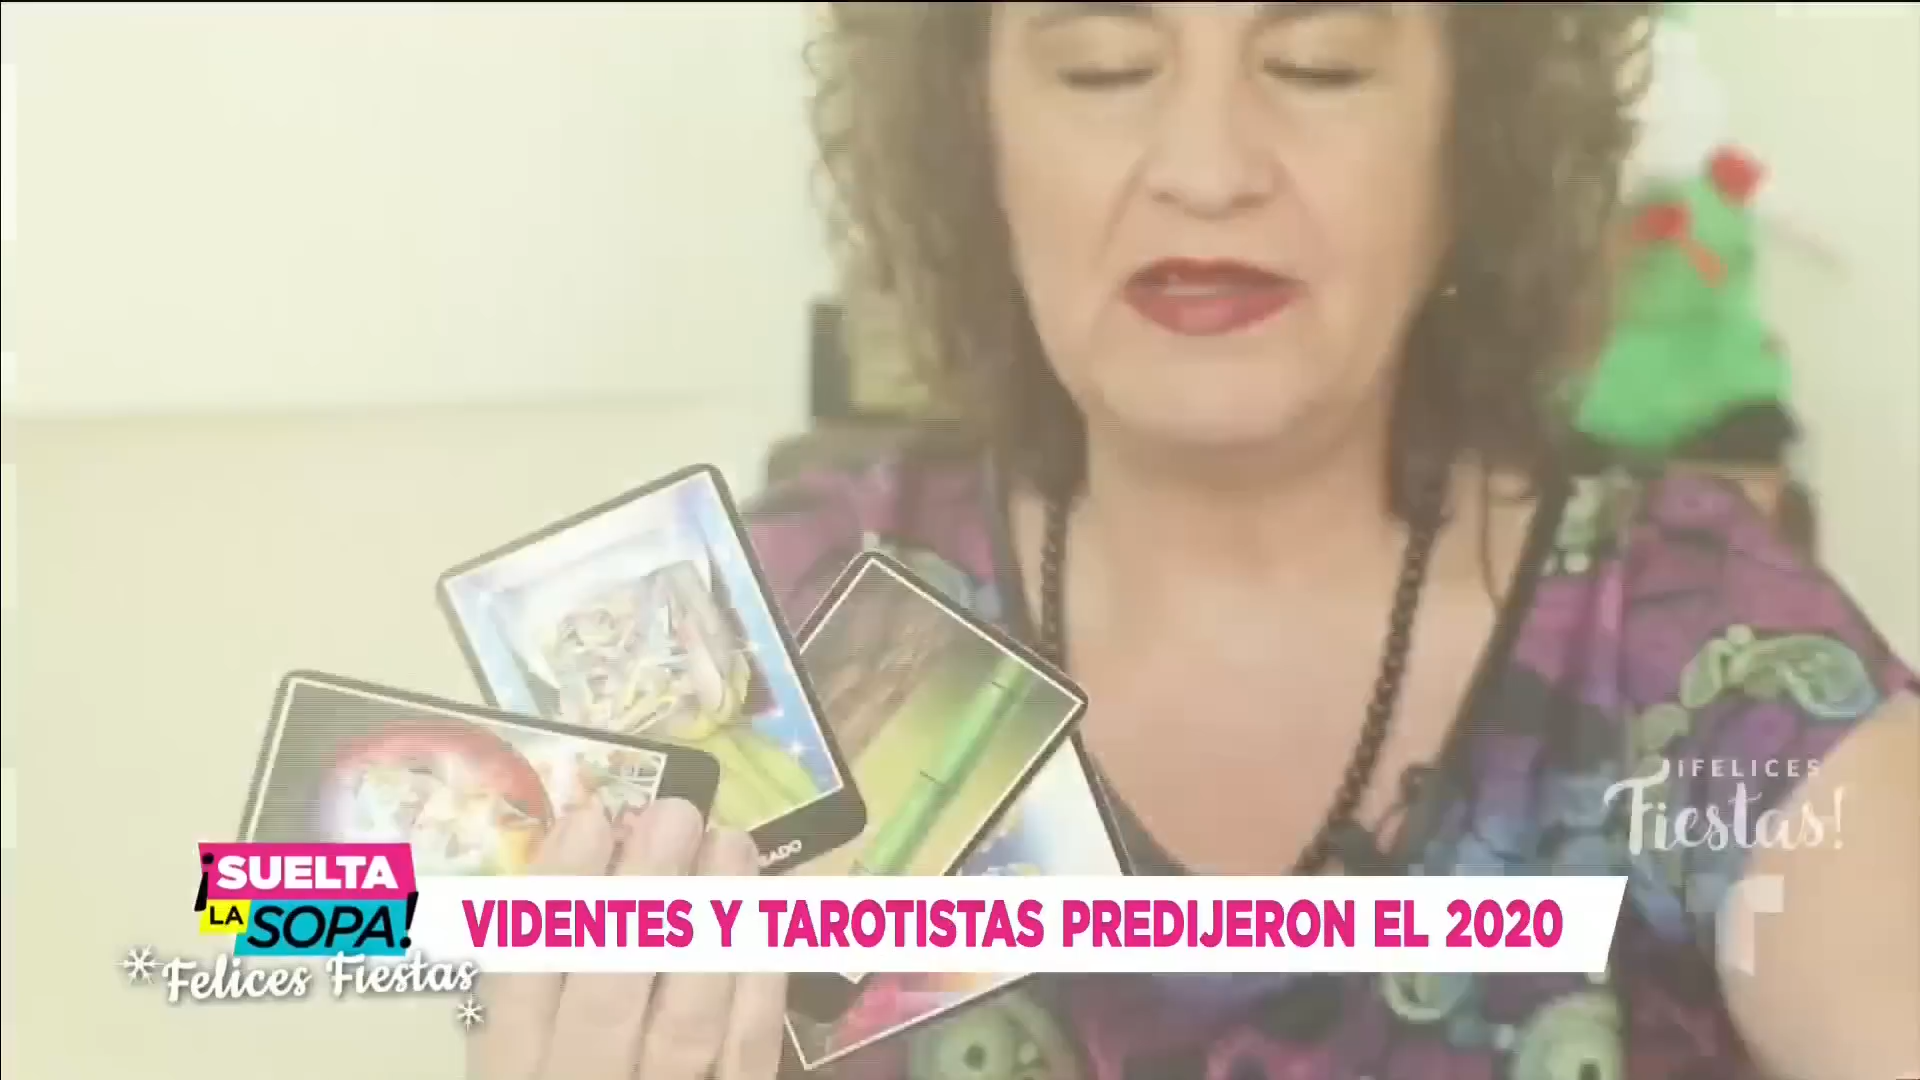 ¡FELICES
Fiestas!
¡SUELTA
LA SOPA!
Felices Fiestas
VIDENTES Y TAROTISTAS PREDIJERON EL 2020